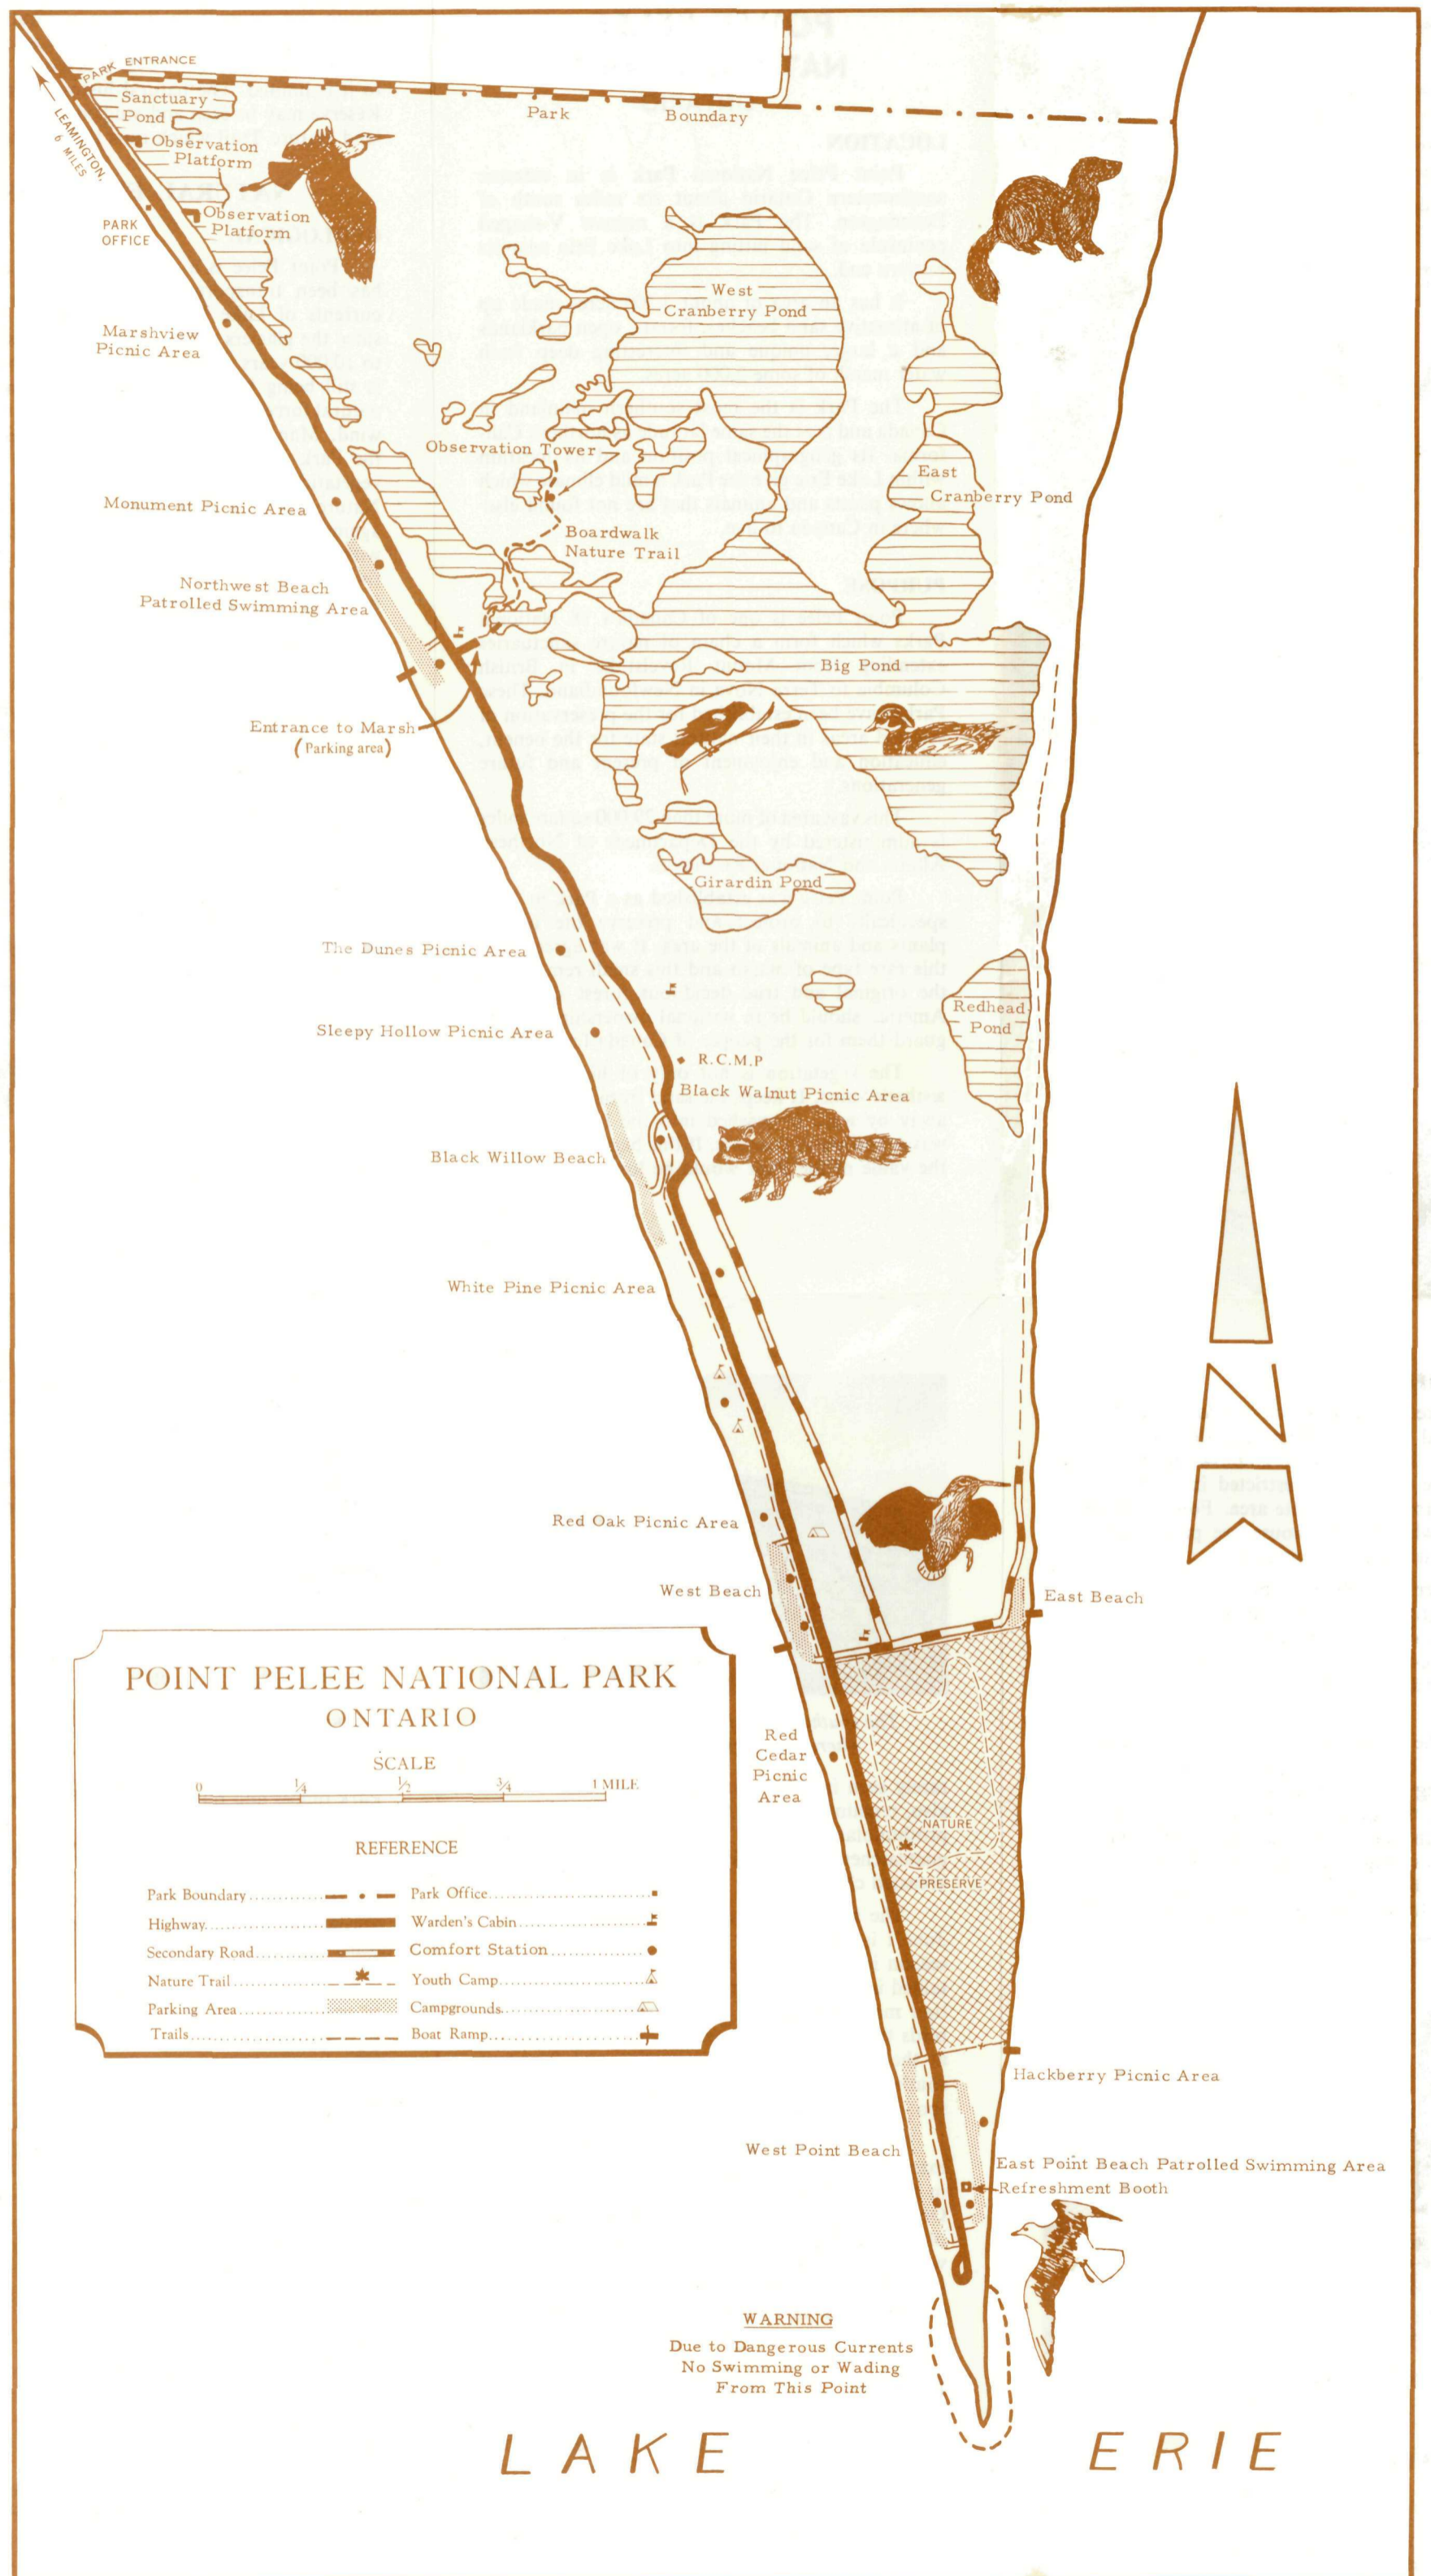 PARK ENTRANCE
Sanctuary
Pond
Park Boundary
LEAMINGTON,
6 MILES
Observation
Platform
Observation
Platform
PARK
OFFICE
West
Cranberry Pond
Marshview
Picnic Area
Observation Tower
East
Cranberry Pond
Monument Picnic Area
Boardwalk
Nature Trail
Northwest Beach
Patrolled Swimming Area
Big Pond
Entrance to Marsh
(Parking area)
Girardin Pond
The Dunes Picnic Area
Redhead
Pond
Sleepy Hollow Picnic Area
R.C.M.P
Black Walnut Picnic Area
Black Willow Beach
White Pine Picnic Area
N
Red Oak Picnic Area
West Beach
East Beach
POINT PELEE NATIONAL PARK
ONTARIO
SCALE
0 1/4 1/2 3/4 1 MILE
REFERENCE
Park Boundary
Highway
Secondary Road
Nature Trail
Parking Area
Trails
Park Office
Warden's Cabin
Comfort Station
Youth Camp
Campgrounds
Boat Ramp
Red
Cedar
Picnic
Area
NATURE
PRESERVE
Hackberry Picnic Area
West Point Beach
East Point Beach Patrolled Swimming Area
Refreshment Booth
WARNING
Due to Dangerous Currents
No Swimming or Wading
From This Point
LAKE ERIE